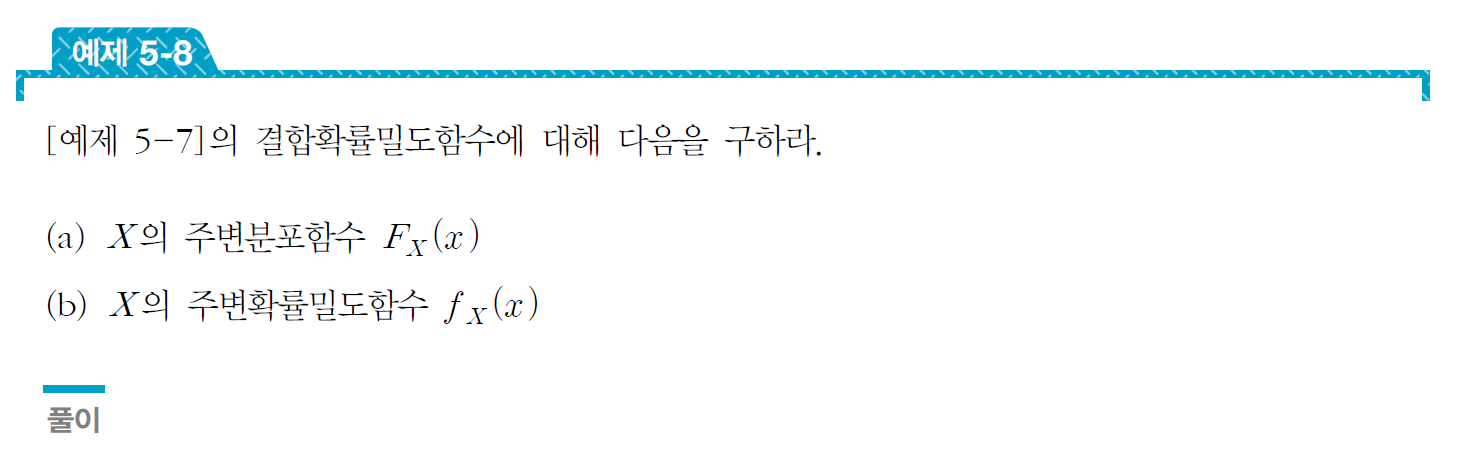 예제 5-8
[예제 5-7]의 결합확률밀도함수에 대해 다음을 구하라.
(a) X의 주변분포함수 F_X(x)
(b) X의 주변확률밀도함수 f_X(x)
풀이